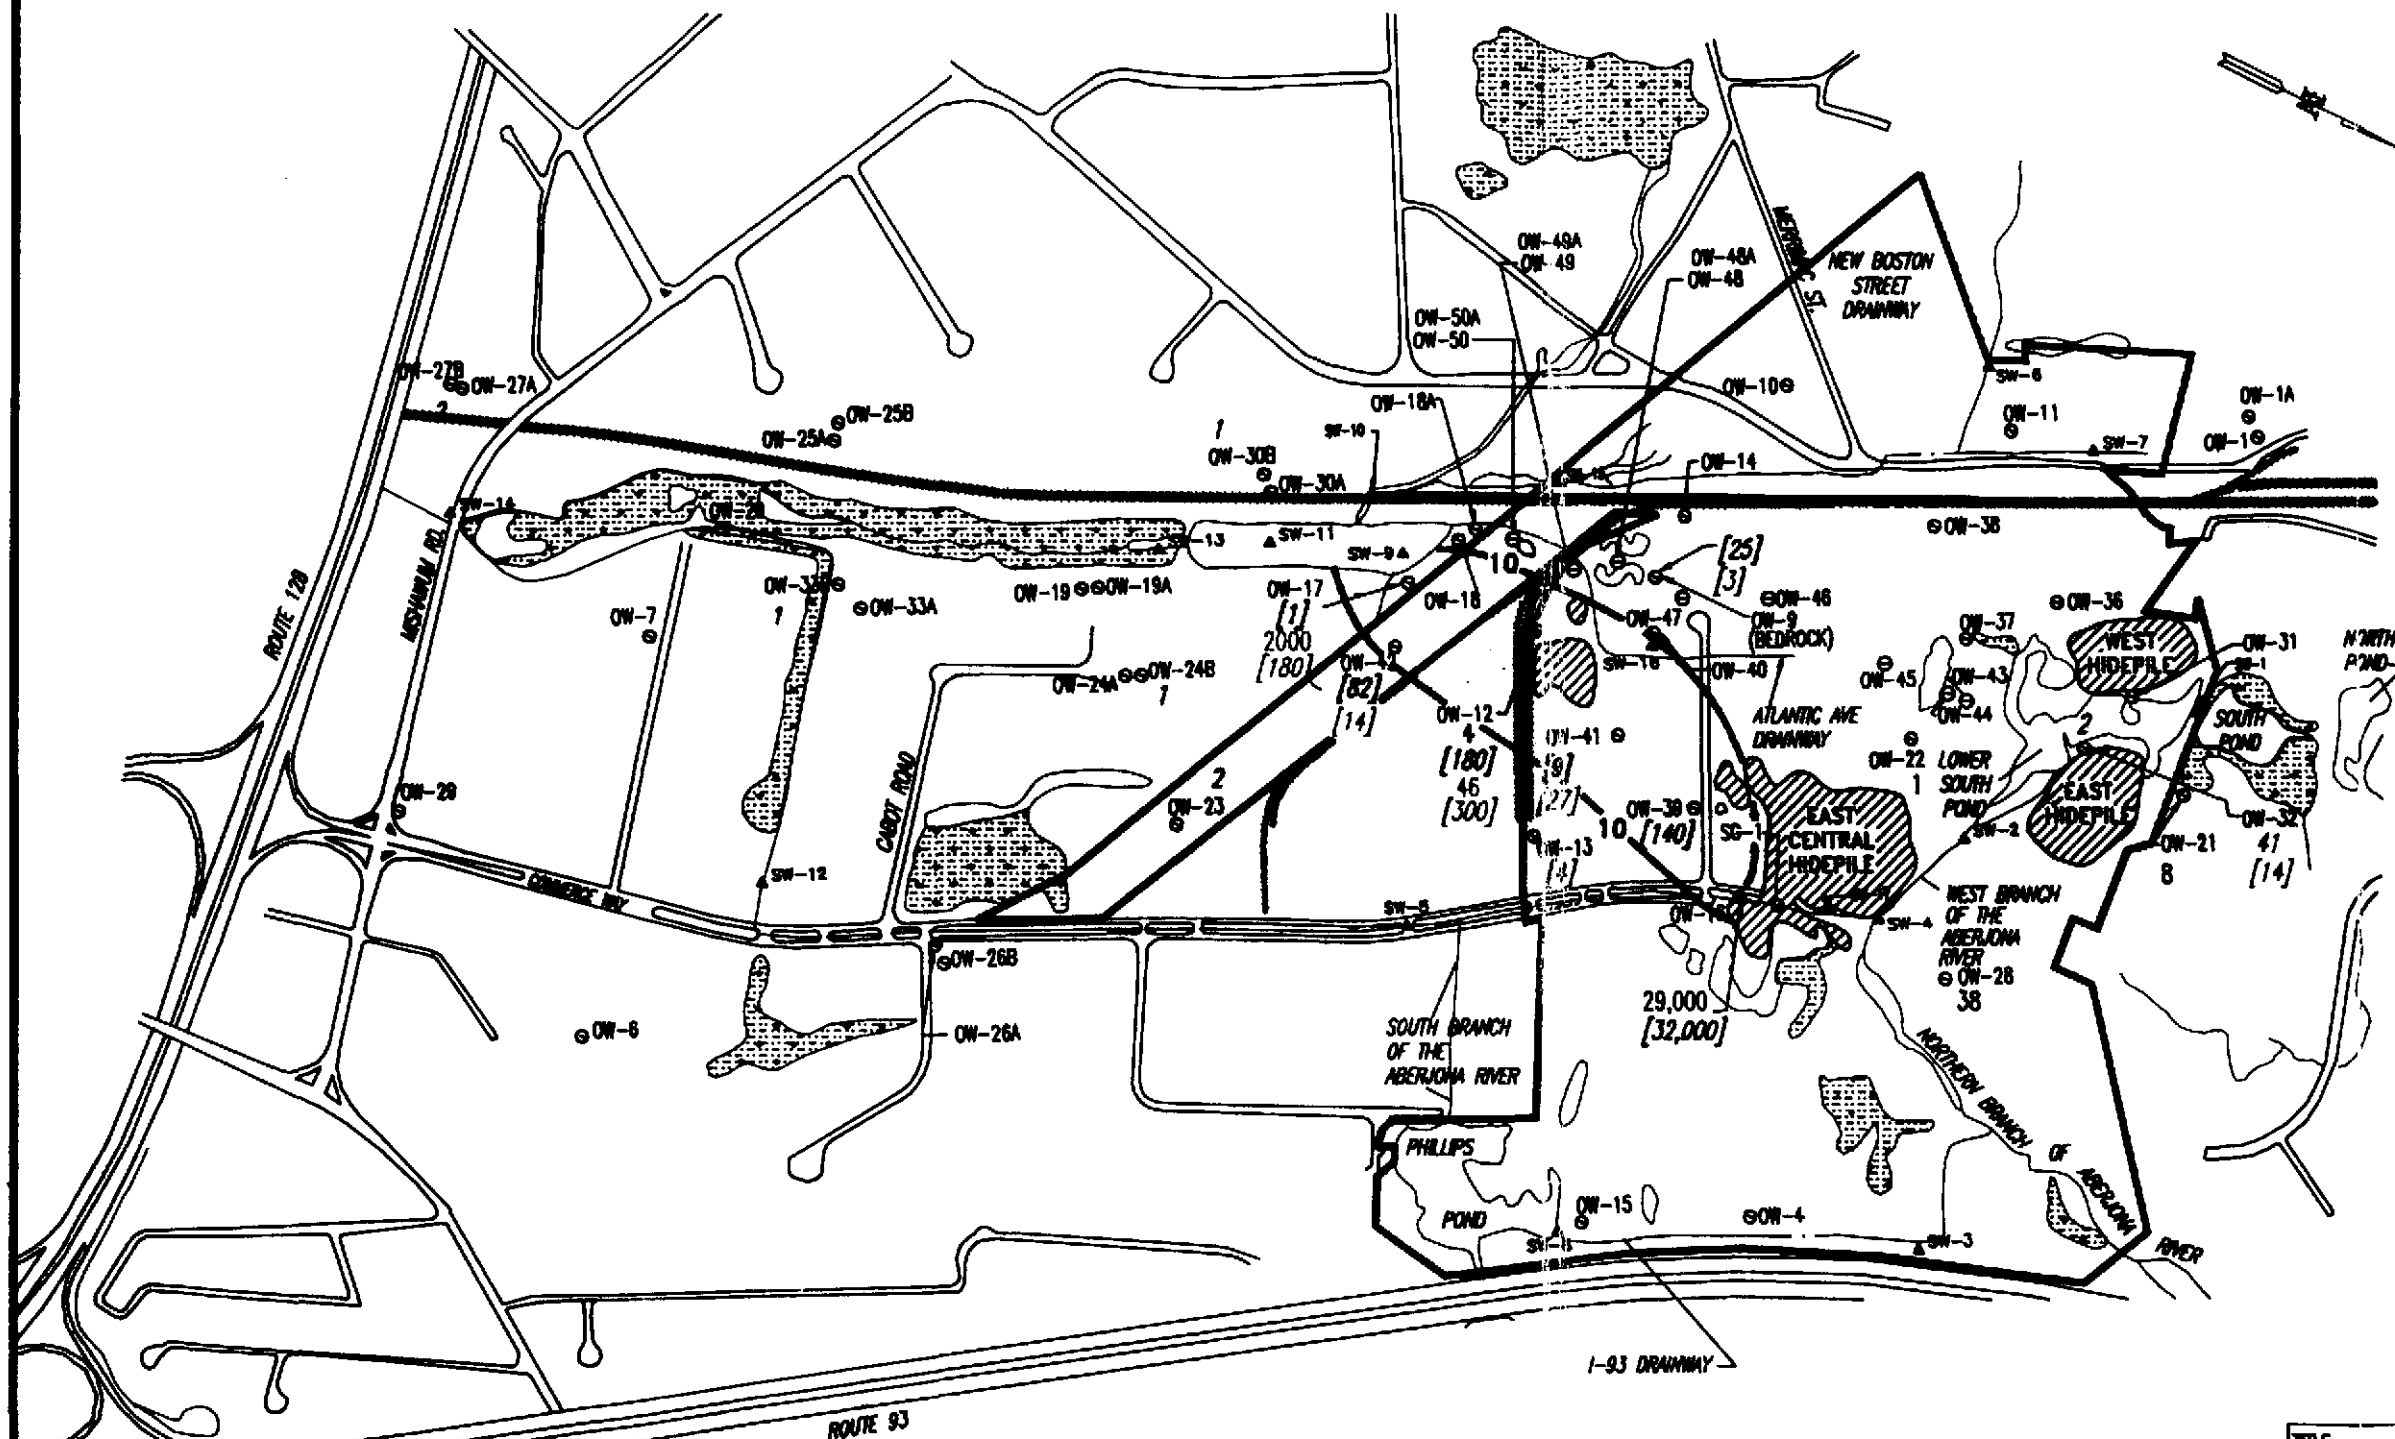 OW-49A
OW-49
OW-48A
OW-48
NEW BOSTON
STREET
DRAINWAY
ST.
OW-50A
OW-50
OW-27B
OW-27A
2
OW-18A
OW-10
SW-6
OW-1A
OW-11
OW-25B
OW-25A
1
OW-30B
SW-10
SW-7
OW-1
OW-30A
OW-14
SW-14
SW-13
SW-11
SW-9
10
[25]
[3]
OW-38
ROUTE 128
MISHAWUM RD.
OW-7
1
OW-33A
OW-19
OW-19A
OW-17
[1]
2000
[180]
OW-18
OW-47
OW-46
OW-9
(BEDROCK)
OW-36
OW-37
WEST
HIDEPILE
OW-31
SW-1
OW-24A
OW-24B
1
OW-42
[82]
[14]
SW-16
OW-40
OW-45
OW-43
OW-44
ATLANTIC AVE
DRAINWAY
OW-12
4
[180]
46
[300]
OW-41
[9]
[27]
OW-22
1
LOWER
SOUTH
POND
2
SOUTH
POND
CABOT ROAD
2
OW-23
OW-13
10
OW-39
[140]
SG-1
EAST
CENTRAL
HIDEPILE
SW-2
EAST
HIDEPILE
OW-32
41
[14]
OW-21
8
COMMERCE WAY
SW-12
SW-5
SW-4
WEST BRANCH
OF THE
ABERJONA
RIVER
OW-28
38
OW-26B
OW-6
OW-26A
29,000
[32,000]
SOUTH BRANCH
OF THE
ABERJONA RIVER
NORTHERN BRANCH OF ABERJONA RIVER
PHILLIPS
POND
OW-15
OW-4
SW-3
I-93 DRAINWAY
ROUTE 93